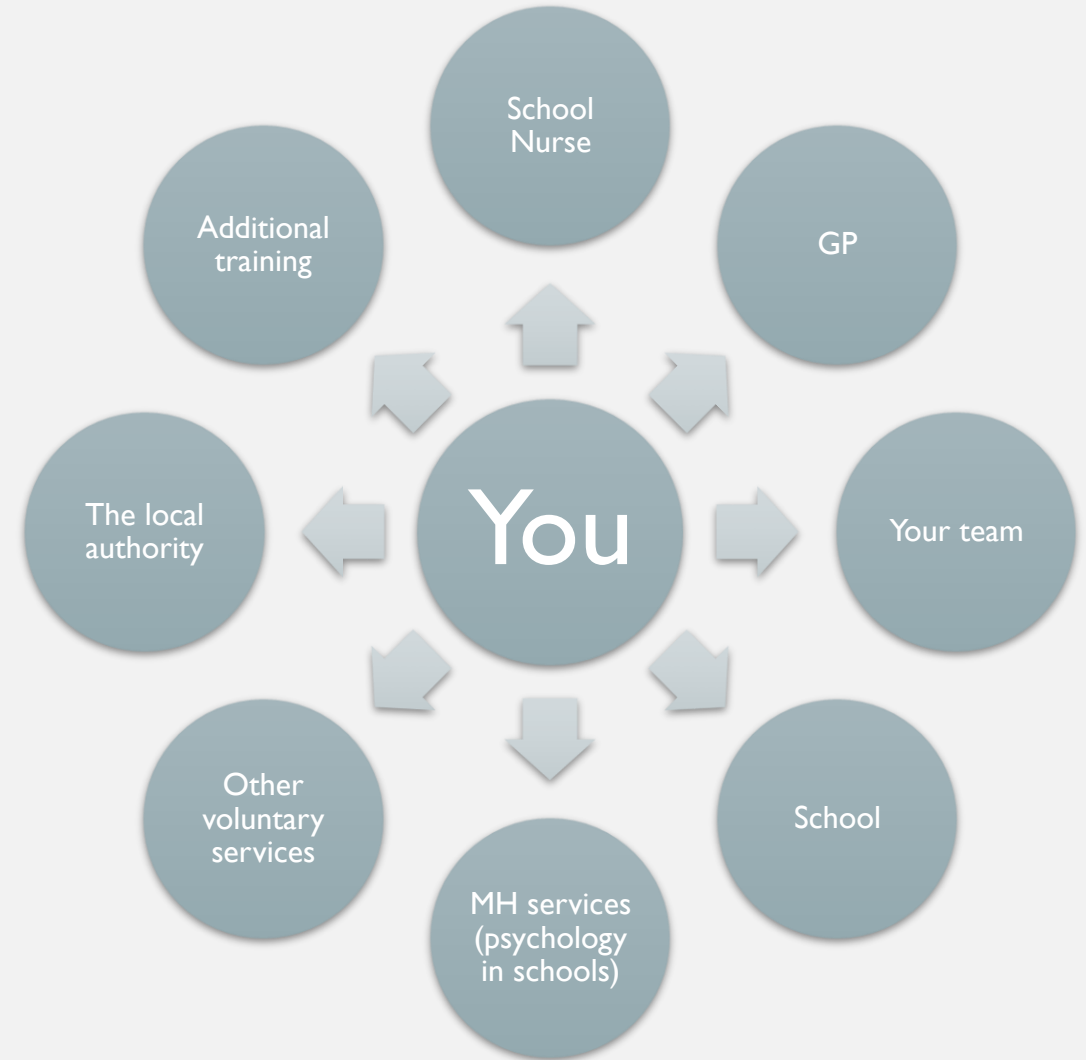 School
Nurse
GP
Your team
School
MH services
(psychology
in schools)
Other
voluntary
services
The local
authority
Additional
training
You